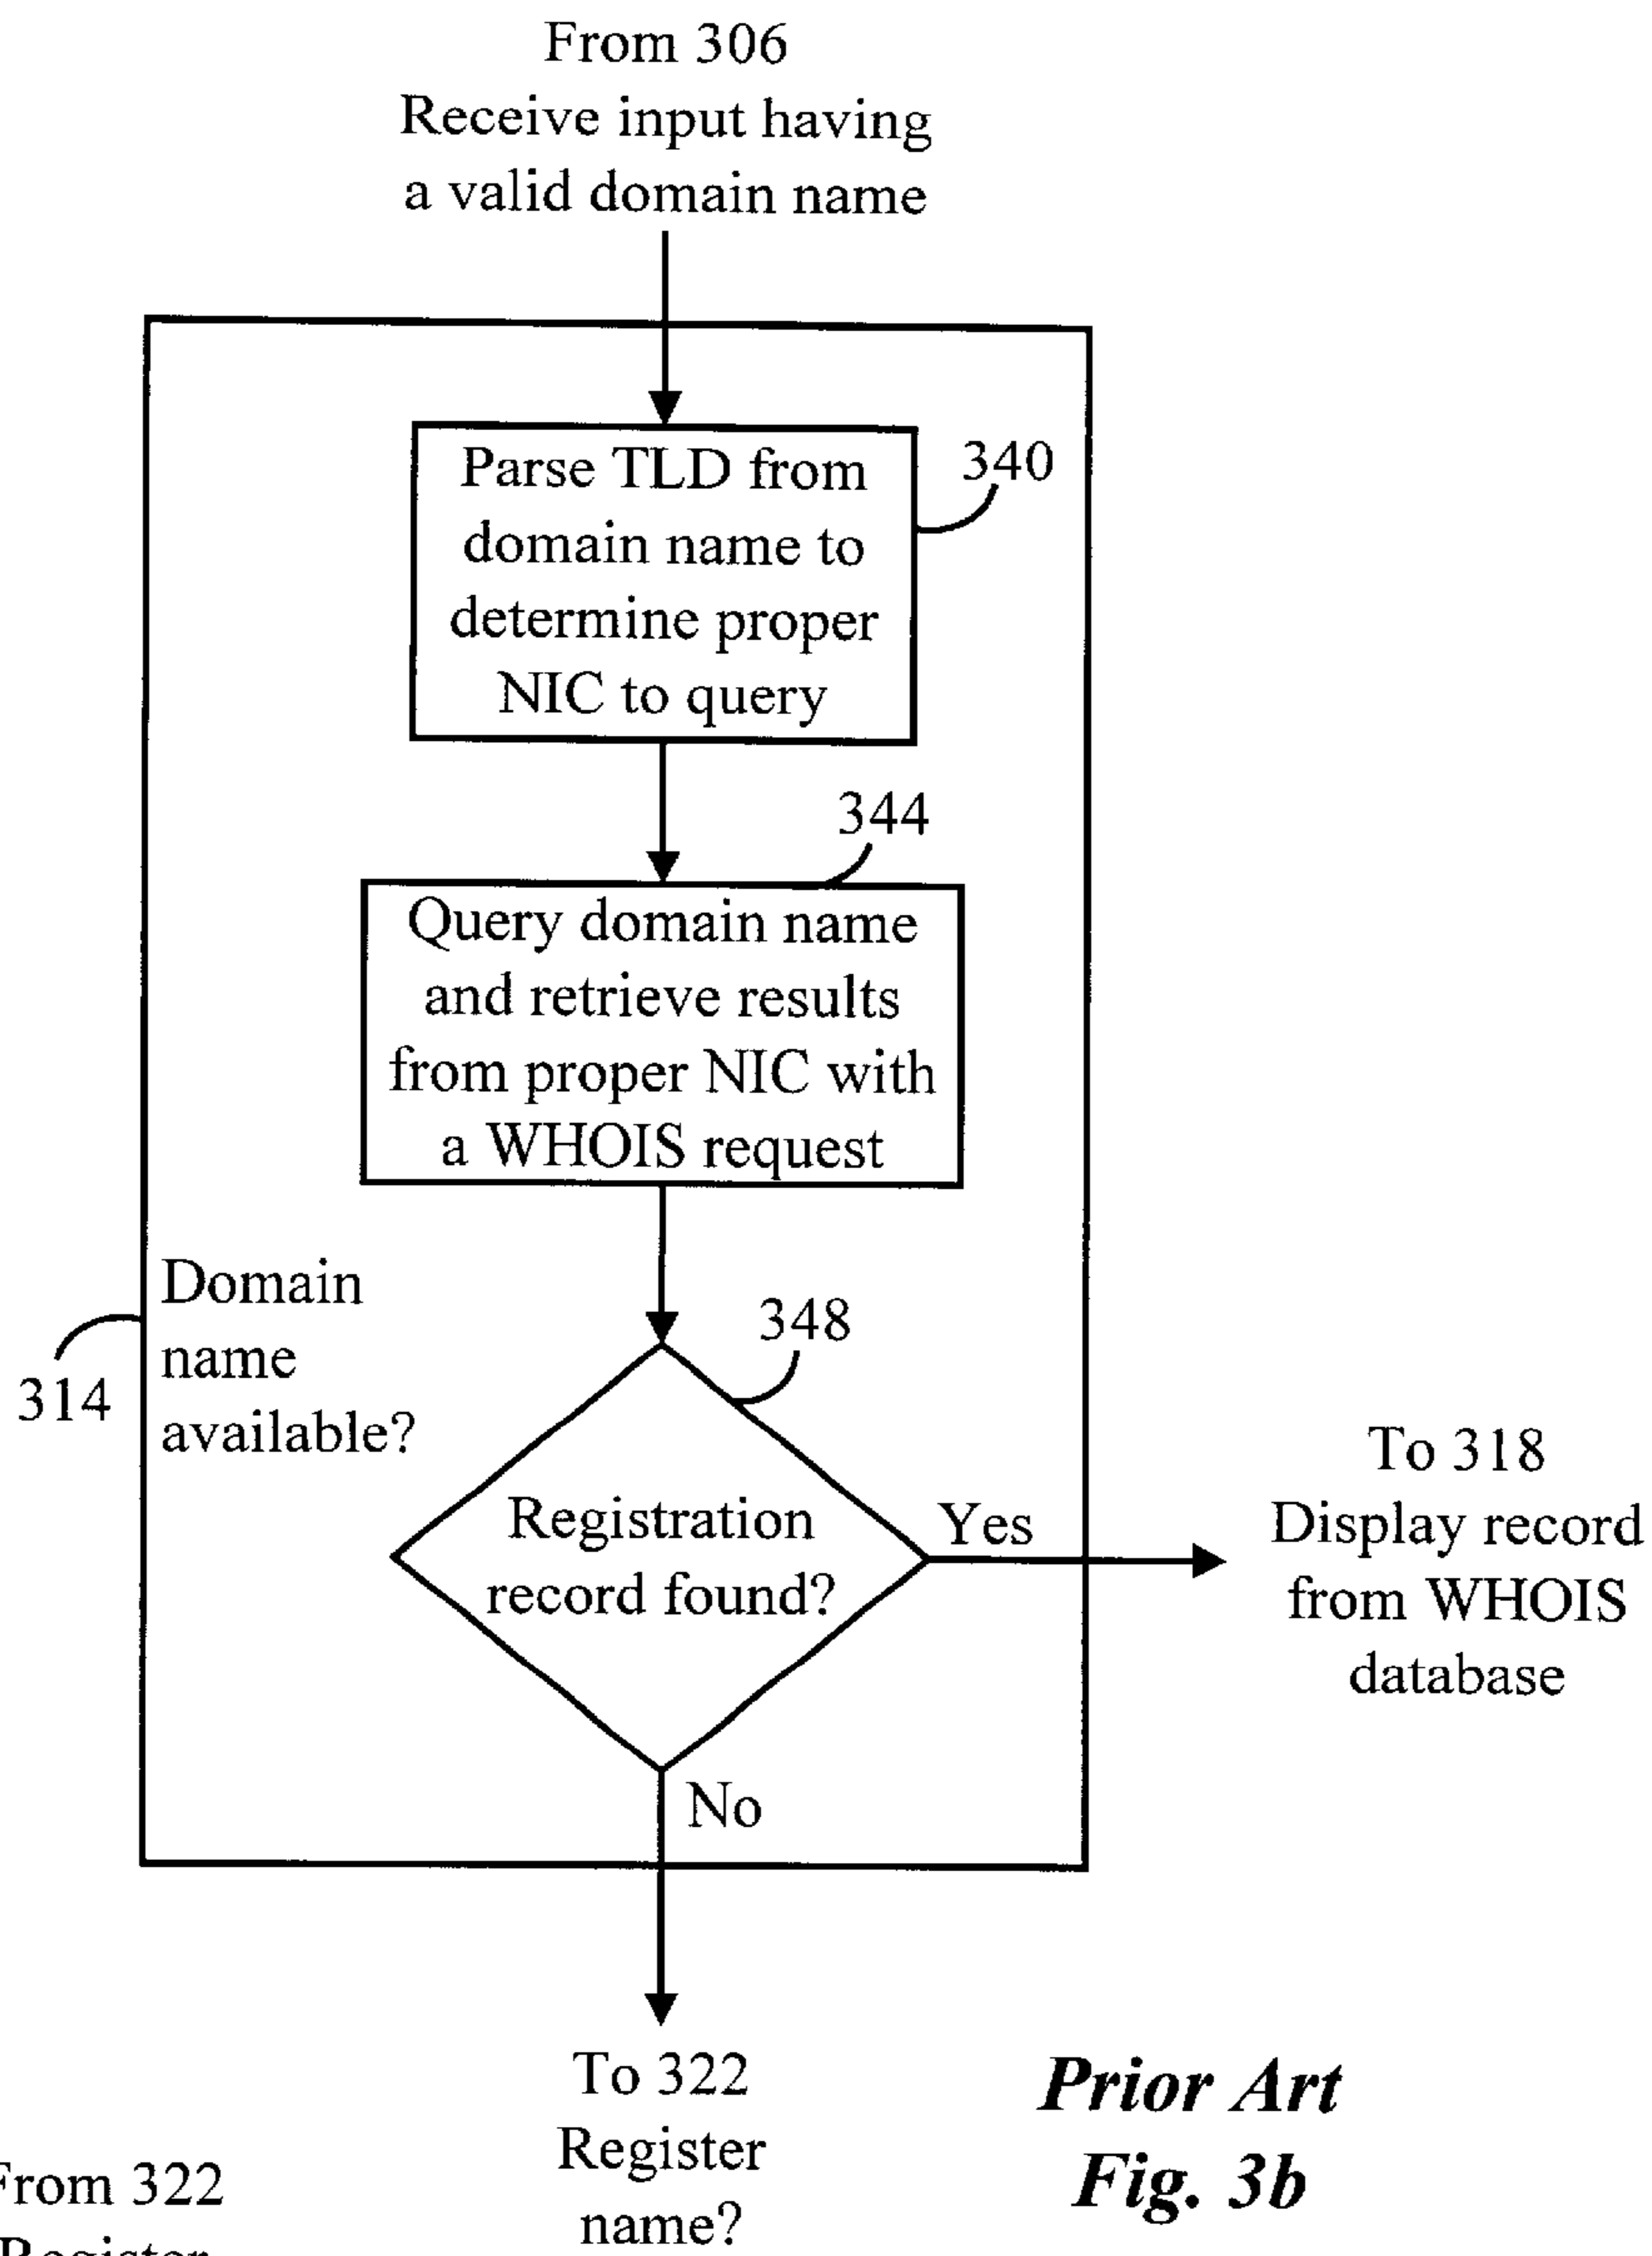 From 306
Receive input having
a valid domain name
Parse TLD from
domain name to
determine proper
NIC to query
340
344
Query domain name
and retrieve results
from proper NIC with
a WHOIS request
Domain
name
available?
314
348
Registration
record found?
Yes
To 318
Display record
from WHOIS
database
No
To 322
Register
name?
Prior Art
Fig. 3b
From 322
Register